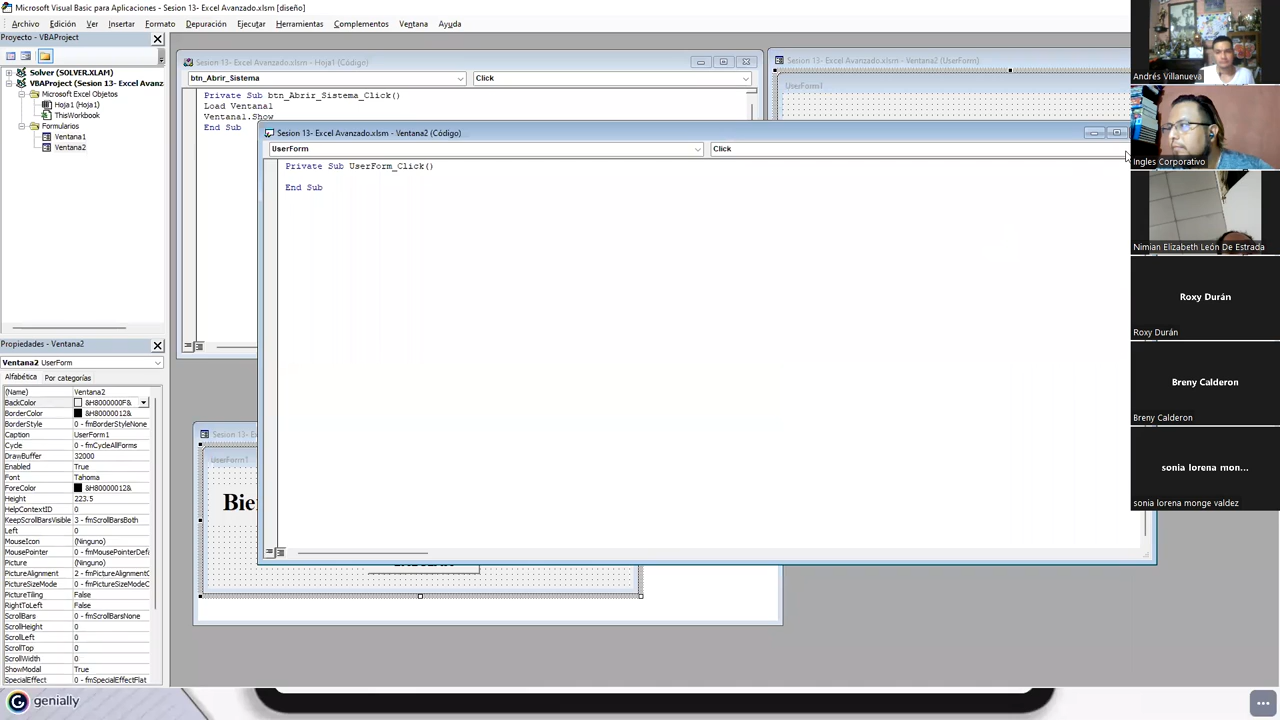 Microsoft Visual Basic para Aplicaciones - Sesion 13- Excel Avanzado.xlsm [diseño]
Archivo Edición Ver Insertar Formato Depuración Ejecutar Herramientas Complementos Ventana Ayuda
Proyecto - VBAProject
Solver (SOLVER.XLAM)
VBAProject (Sesion 13- Excel Avanz
Microsoft Excel Objetos
Hoja1 (Hoja1)
ThisWorkbook
Formularios
Ventana1
Ventana2
Propiedades - Ventana2
Ventana2 UserForm
Alfabética Por categorías
(Name) Ventana2
BackColor &H8000000F&
BorderColor &H80000012&
BorderStyle 0 - fmBorderStyleNone
Caption UserForm1
Cycle 0 - fmCycleAllForms
DrawBuffer 32000
Enabled True
Font Tahoma
ForeColor &H80000012&
Height 223.5
HelpContextID 0
KeepScrollBarsVisible 3 - fmScrollBarsBoth
Left 0
MouseIcon (Ninguno)
MousePointer 0 - fmMousePointerDefa
Picture (Ninguno)
PictureAlignment 2 - fmPictureAlignmentC
PictureSizeMode 0 - fmPictureSizeModeC
PictureTiling False
RightToLeft False
ScrollBars 0 - fmScrollBarsNone
ScrollHeight 0
ScrollLeft 0
ScrollTop 0
ScrollWidth 0
ShowModal True
SpecialEffect 0 - fmSpecialEffectFlat
Sesion 13- Excel Avanzado.xlsm - Hoja1 (Código)
btn_Abrir_Sistema Click
Private Sub btn_Abrir_Sistema_Click()
Load Ventana1
Ventana1.Show
End Sub
Sesion 13- Excel Avanzado.xlsm - Ventana2 (UserForm)
UserForm1
Sesion 13- Excel Avanzado.xlsm - Ventana2 (Código)
UserForm Click
Private Sub UserForm_Click()
End Sub
Sesion 13- E
UserForm1
Bie
Andrés Villanueva
Ingles Corporativo
Nimian Elizabeth León De Estrada
Roxy Durán
Roxy Durán
Breny Calderon
Breny Calderon
sonia lorena mon...
sonia lorena monge valdez
genially